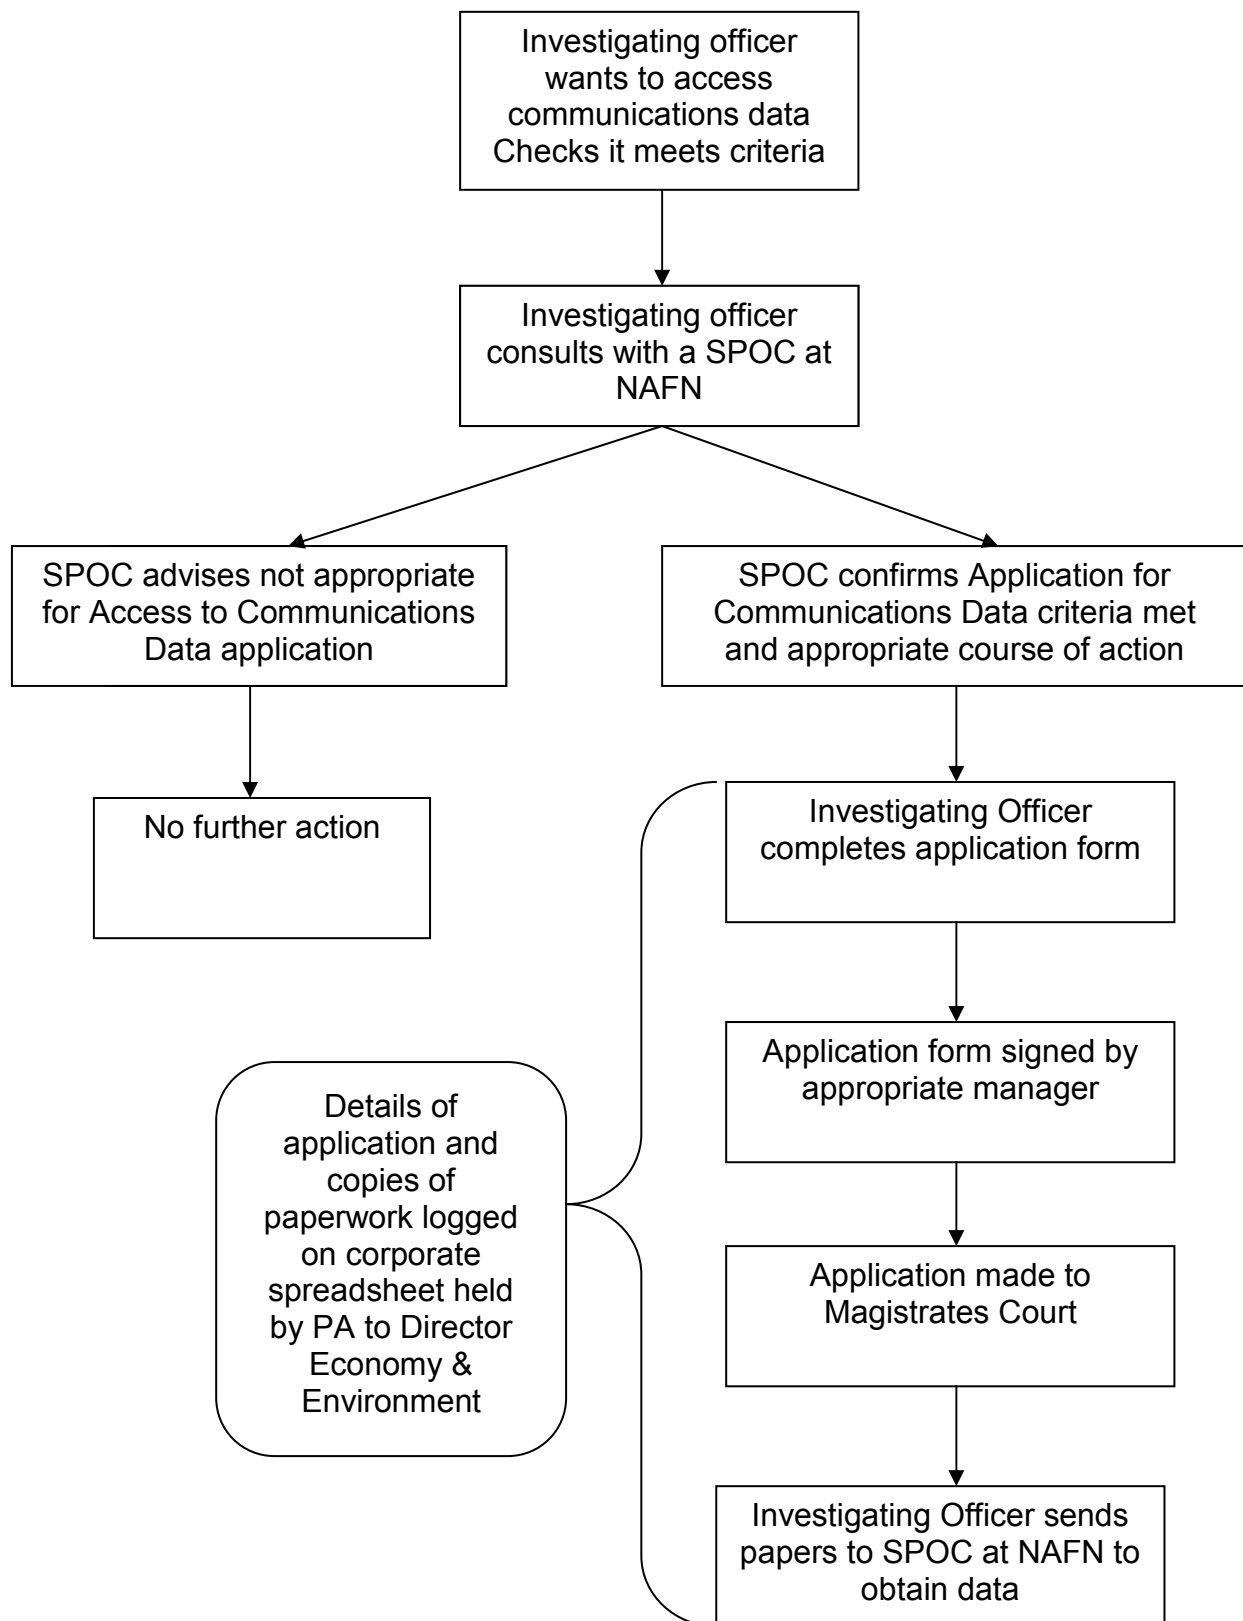 Investigating officer
wants to access
communications data
Checks it meets criteria
Investigating officer
consults with a SPOC at
NAFN
SPOC advises not appropriate
for Access to Communications
Data application
SPOC confirms Application for
Communications Data criteria met
and appropriate course of action
No further action
Investigating Officer
completes application form
Application form signed by
appropriate manager
Details of
application and
copies of
paperwork logged
on corporate
spreadsheet held
by PA to Director
Economy &
Environment
Application made to
Magistrates Court
Investigating Officer sends
papers to SPOC at NAFN to
obtain data